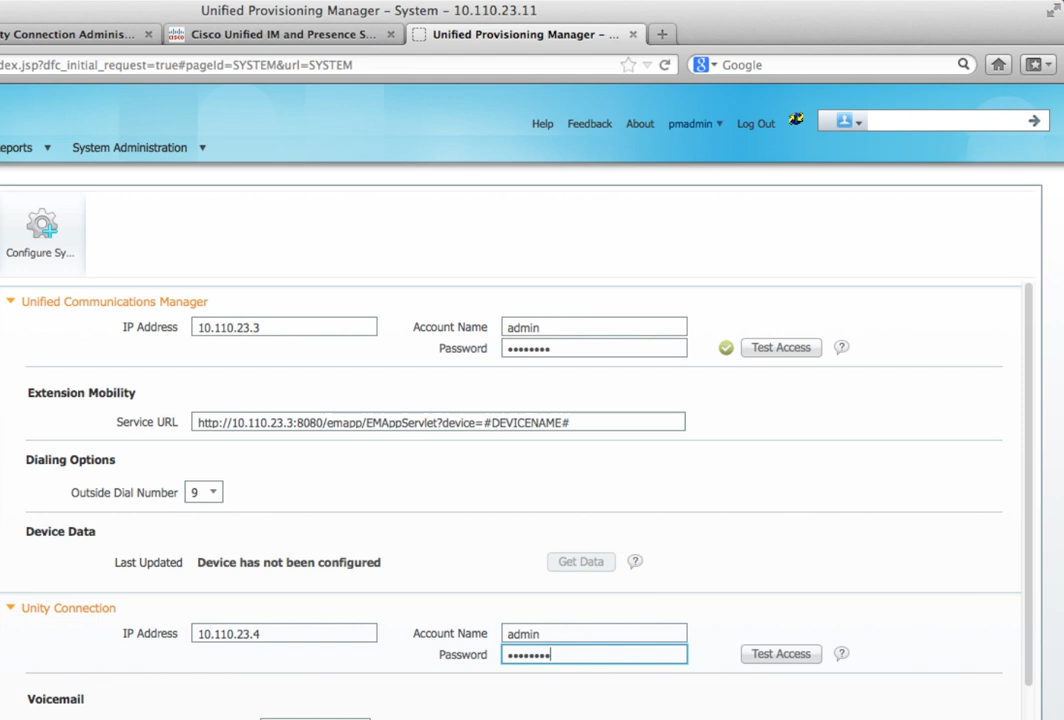 Unified Provisioning Manager – System – 10.110.23.11
ty Connection Adminis... Cisco Unified IM and Presence S... Unified Provisioning Manager – ...
dex.jsp?dfc_initial_request=true#pageId=SYSTEM&url=SYSTEM Google
Help Feedback About pmadmin Log Out
eports System Administration
Configure Sy...
Unified Communications Manager
IP Address 10.110.23.3 Account Name admin
Password •••••••• Test Access ?
Extension Mobility
Service URL http://10.110.23.3:8080/emapp/EMAppServlet?device=#DEVICENAME#
Dialing Options
Outside Dial Number 9
Device Data
Last Updated Device has not been configured Get Data ?
Unity Connection
IP Address 10.110.23.4 Account Name admin
Password •••••••• Test Access ?
Voicemail